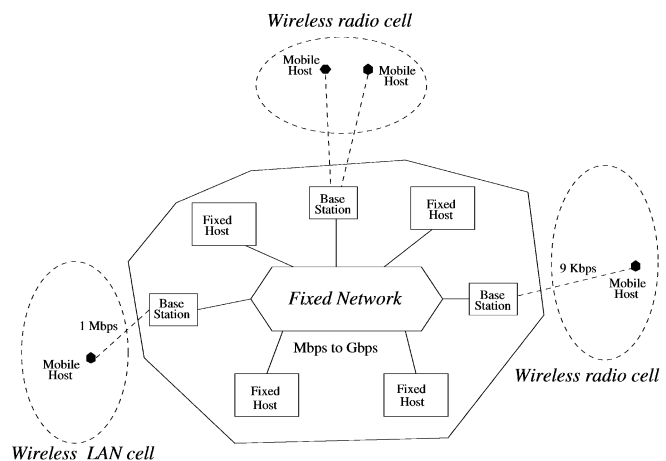 Wireless radio cell
Mobile
Host
Mobile
Host
Base
Station
Fixed
Host
Fixed
Host
9 Kbps
Mobile
Host
Base
Station
Fixed Network
Base
Station
1 Mbps
Mbps to Gbps
Mobile
Host
Wireless radio cell
Fixed
Host
Fixed
Host
Wireless LAN cell